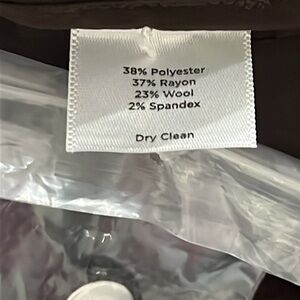 38% Polyester
37% Rayon
23% Wool
2% Spandex
Dry Clean